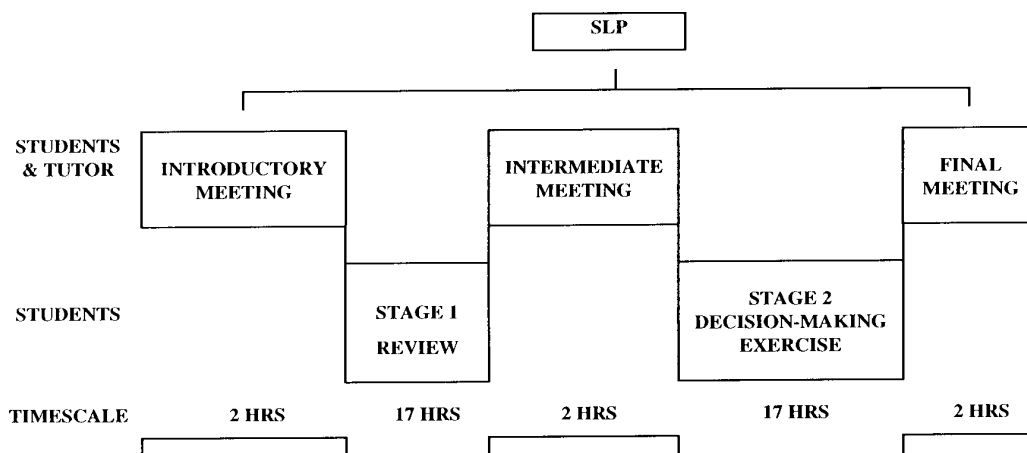 SLP
STUDENTS
& TUTOR
INTRODUCTORY
MEETING
INTERMEDIATE
MEETING
FINAL
MEETING
STUDENTS
STAGE 1
REVIEW
STAGE 2
DECISION-MAKING
EXERCISE
TIMESCALE 2 HRS 17 HRS 2 HRS 17 HRS 2 HRS